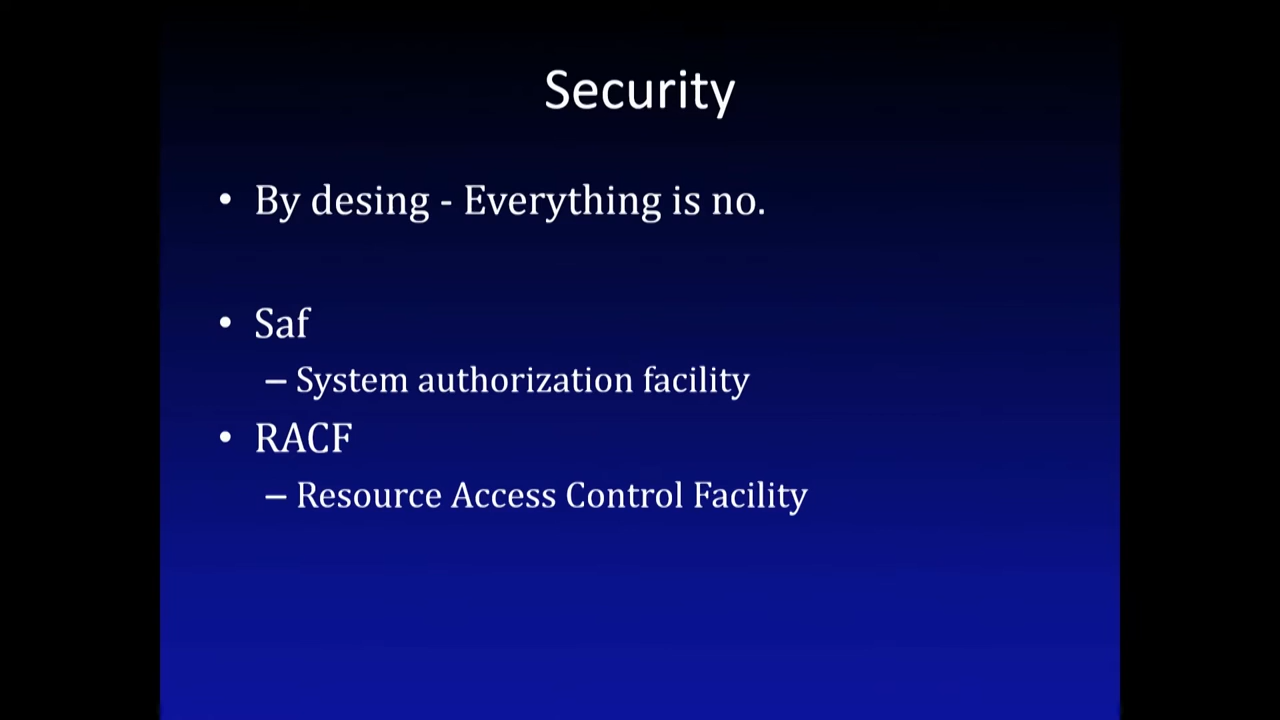 Security
• By desing - Everything is no.
• Saf
– System authorization facility
• RACF
– Resource Access Control Facility